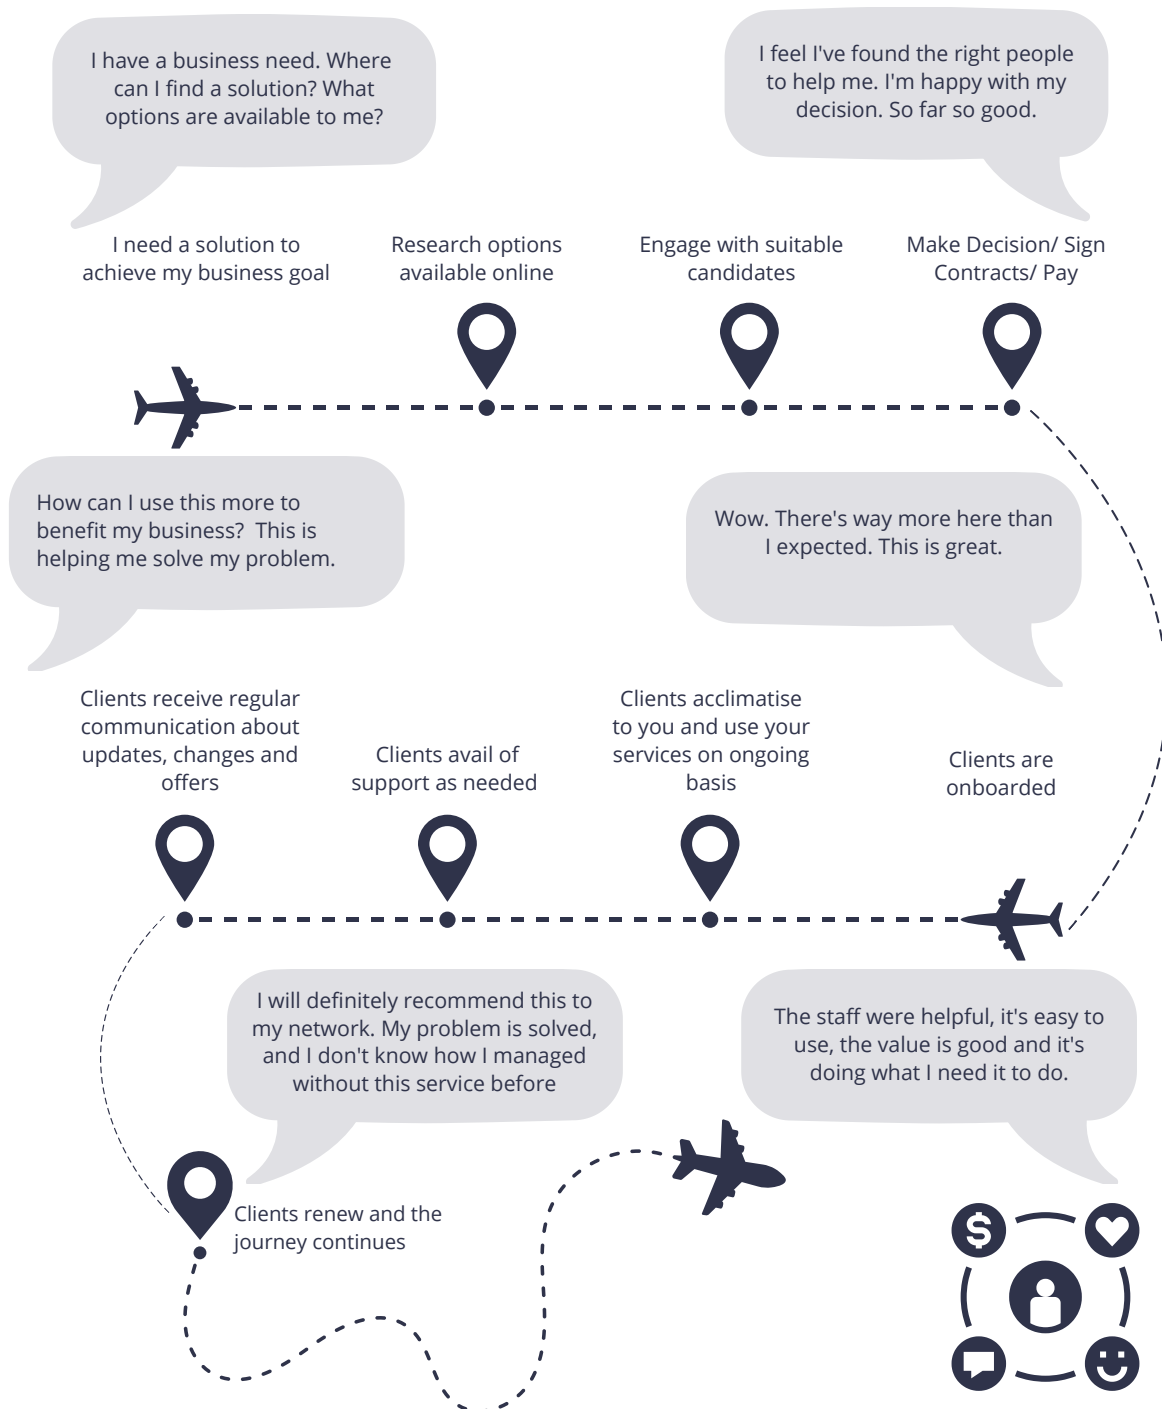 I have a business need. Where
can I find a solution? What
options are available to me?
I feel I've found the right people
to help me. I'm happy with my
decision. So far so good.
I need a solution to
achieve my business goal
Research options
available online
Engage with suitable
candidates
Make Decision/ Sign
Contracts/ Pay
How can I use this more to
benefit my business?  This is
helping me solve my problem.
Wow. There's way more here than
I expected. This is great.
Clients receive regular
communication about
updates, changes and
offers
Clients avail of
support as needed
Clients acclimatise
to you and use your
services on ongoing
basis
Clients are
onboarded
I will definitely recommend this to
my network. My problem is solved,
and I don't know how I managed
without this service before
The staff were helpful, it's easy to
use, the value is good and it's
doing what I need it to do.
Clients renew and the
journey continues
$